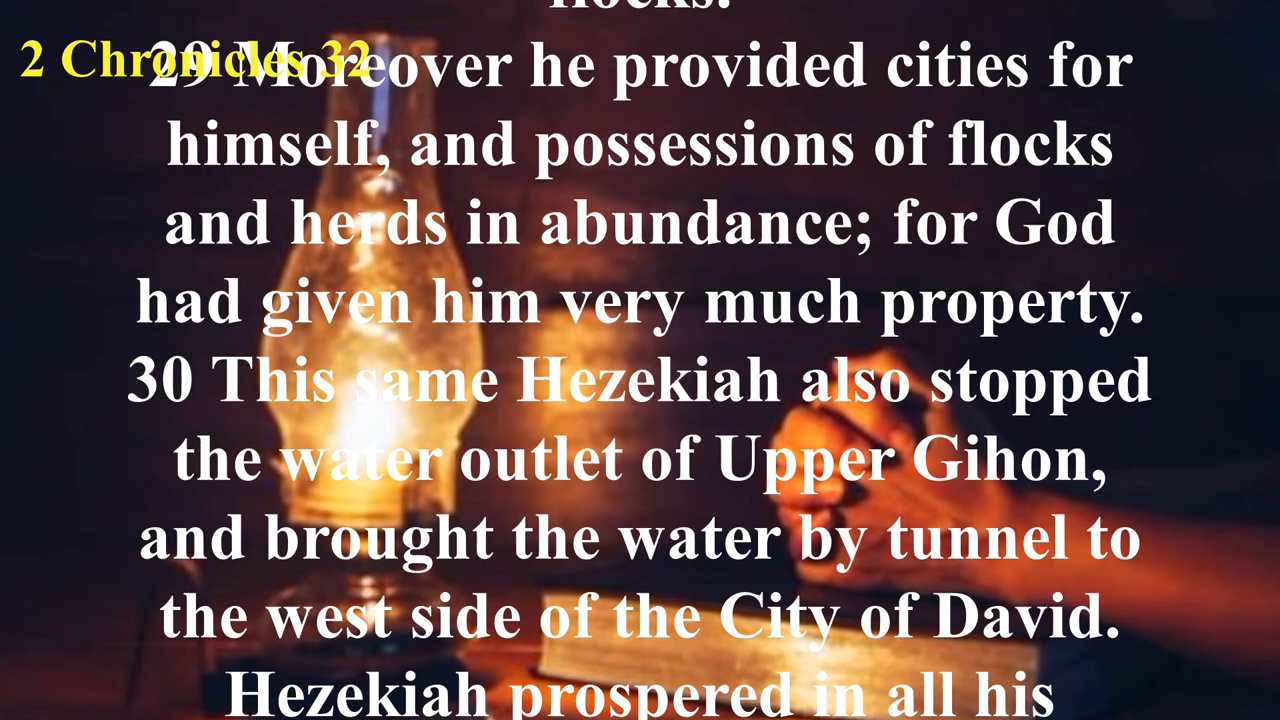 flocks.
2 Chronicles 32
29 Moreover he provided cities for
himself, and possessions of flocks
and herds in abundance; for God
had given him very much property.
30 This same Hezekiah also stopped
the water outlet of Upper Gihon,
and brought the water by tunnel to
the west side of the City of David.
Hezekiah prospered in all his